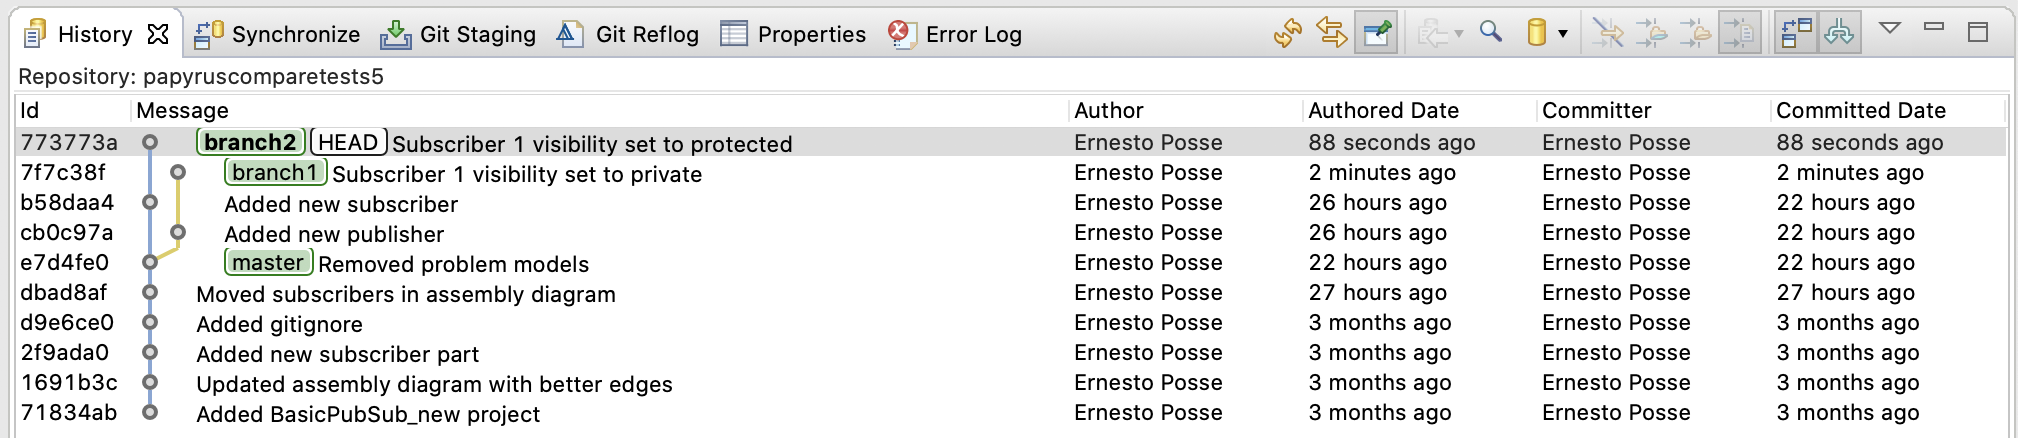 History Synchronize Git Staging Git Reflog Properties Error Log
Repository: papyruscomparetests5
Id Message Author Authored Date Committer Committed Date
773773a branch2 HEAD Subscriber 1 visibility set to protected Ernesto Posse 88 seconds ago Ernesto Posse 88 seconds ago
7f7c38f branch1 Subscriber 1 visibility set to private Ernesto Posse 2 minutes ago Ernesto Posse 2 minutes ago
b58daa4 Added new subscriber Ernesto Posse 26 hours ago Ernesto Posse 22 hours ago
cb0c97a Added new publisher Ernesto Posse 26 hours ago Ernesto Posse 22 hours ago
e7d4fe0 master Removed problem models Ernesto Posse 22 hours ago Ernesto Posse 22 hours ago
dbad8af Moved subscribers in assembly diagram Ernesto Posse 27 hours ago Ernesto Posse 27 hours ago
d9e6ce0 Added gitignore Ernesto Posse 3 months ago Ernesto Posse 3 months ago
2f9ada0 Added new subscriber part Ernesto Posse 3 months ago Ernesto Posse 3 months ago
1691b3c Updated assembly diagram with better edges Ernesto Posse 3 months ago Ernesto Posse 3 months ago
71834ab Added BasicPubSub_new project Ernesto Posse 3 months ago Ernesto Posse 3 months ago